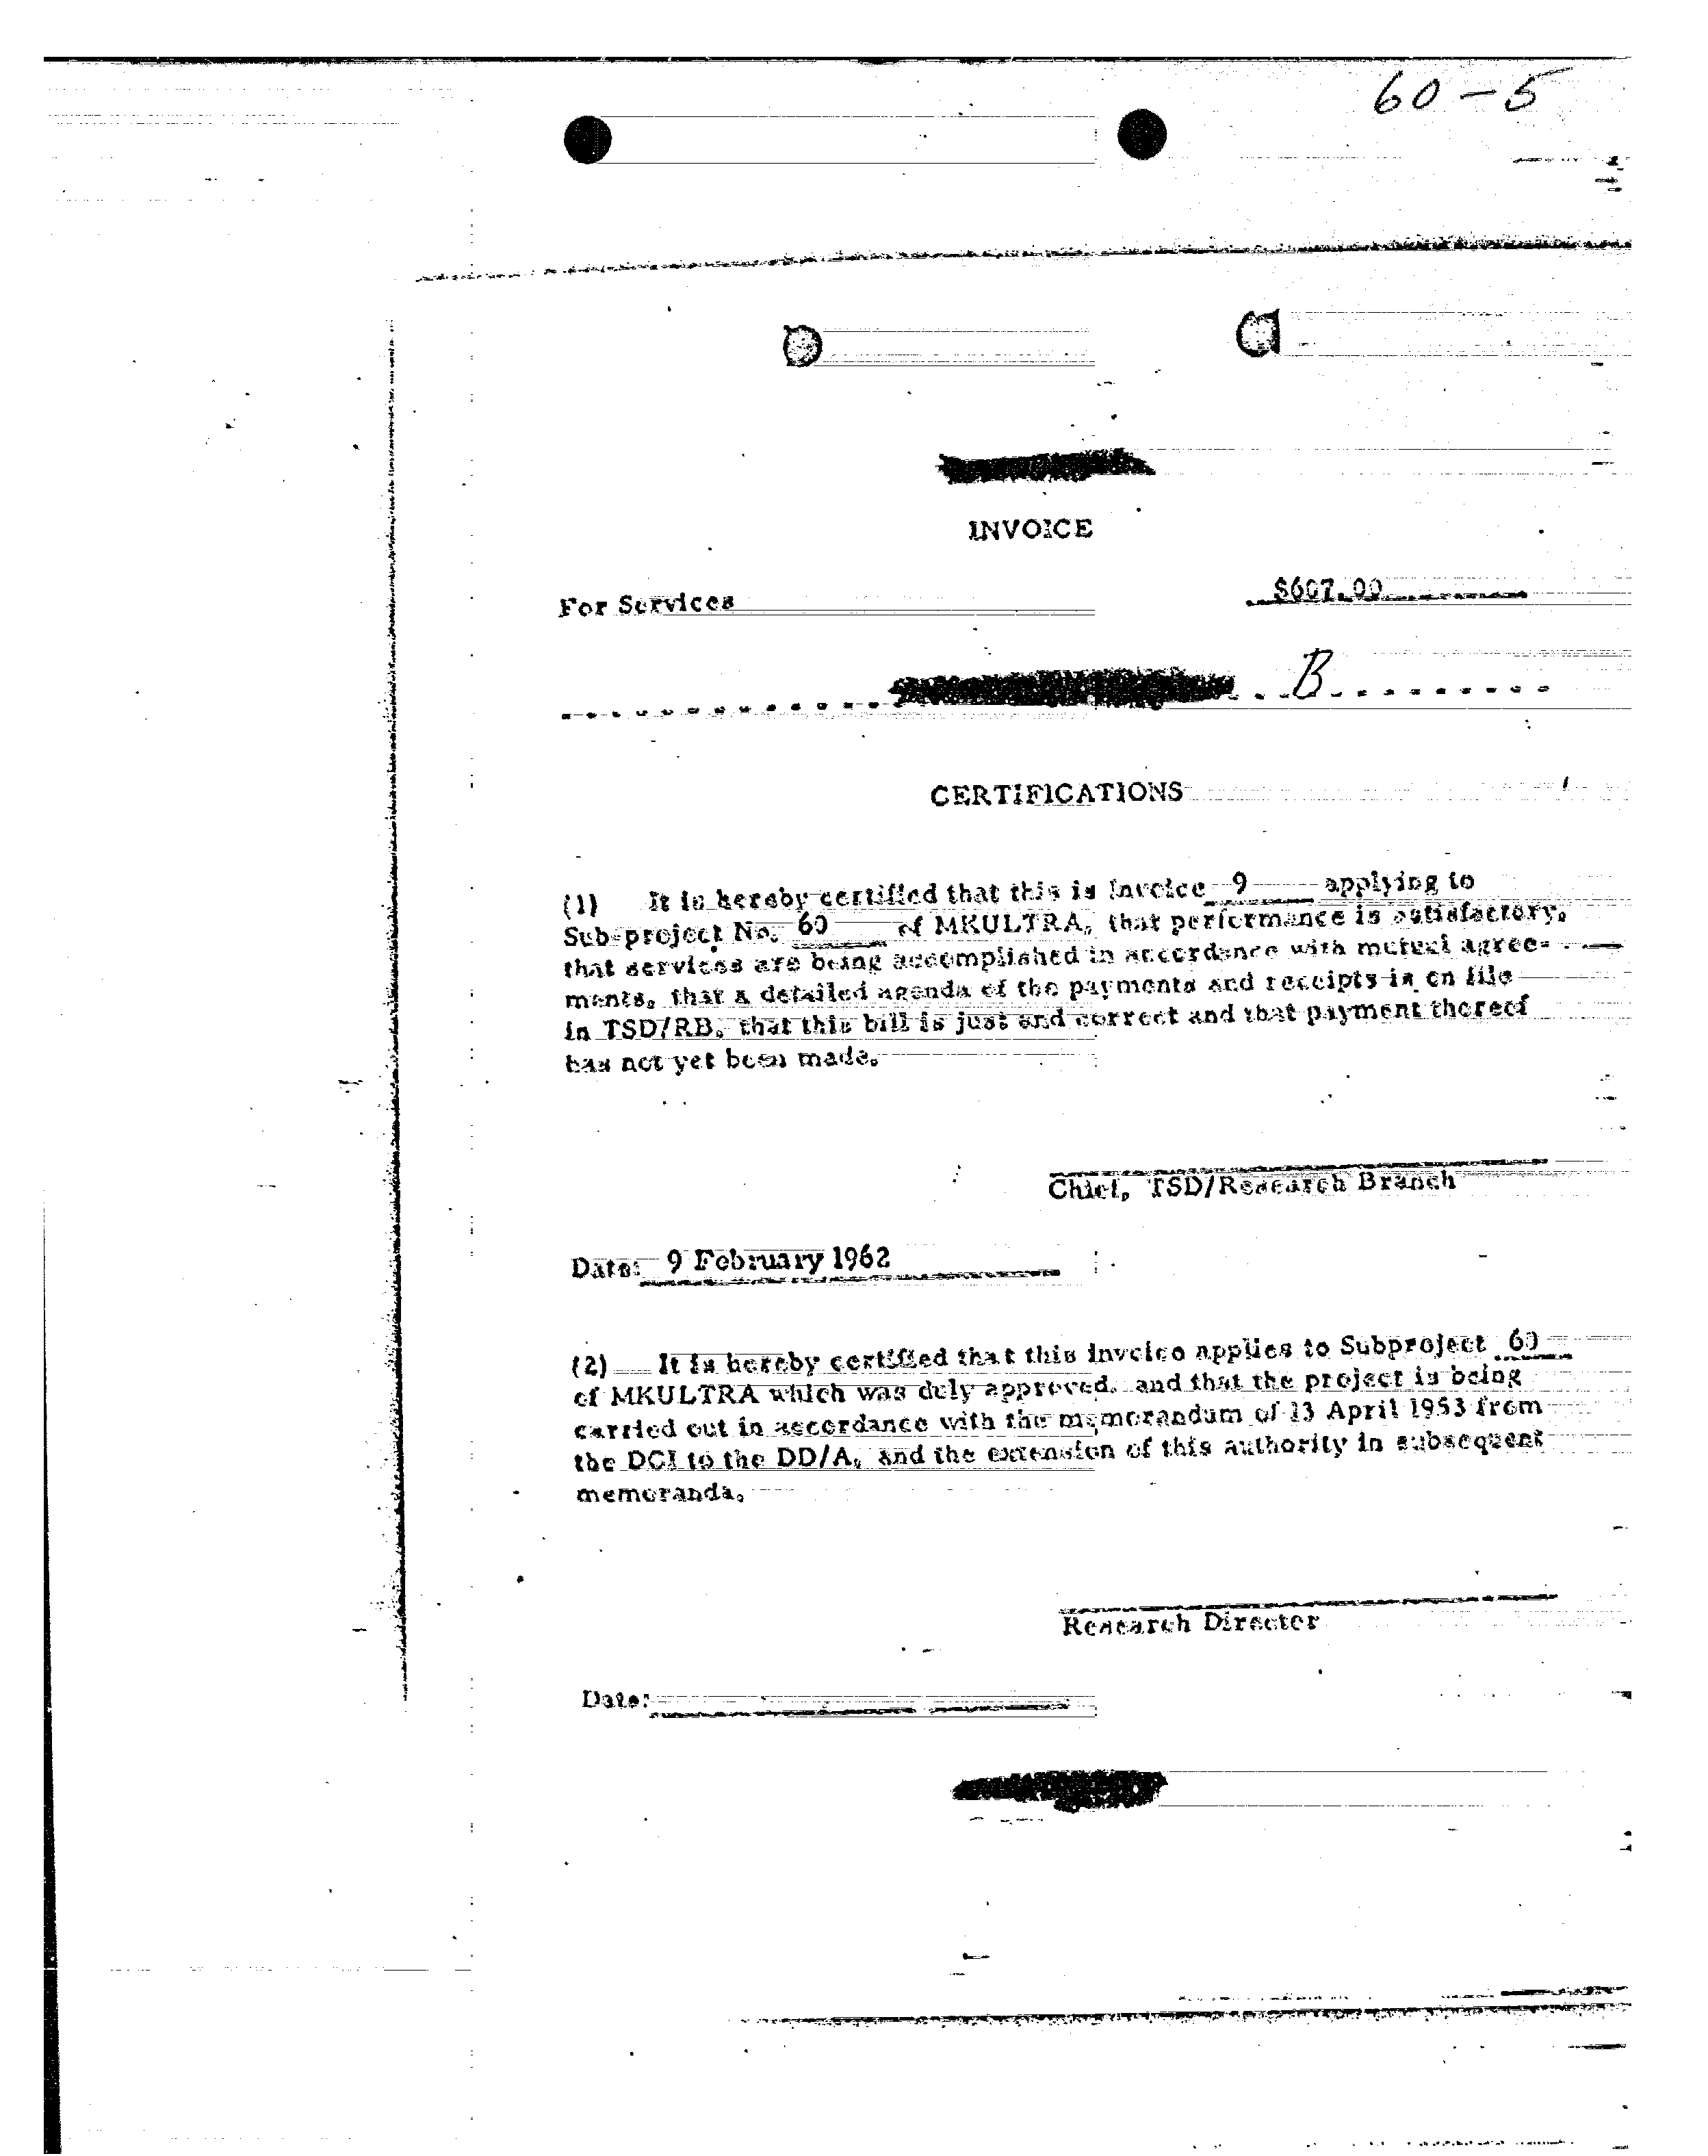 60-5
INVOICE
For Services $607.00
B
CERTIFICATIONS
(1) It is hereby certified that this is Invoice 9 applying to
Sub-project No. 60 of MKULTRA, that performance is satisfactory,
that services are being accomplished in accordance with mutual agree-
ments, that a detailed agenda of the payments and receipts is on file
in TSD/RB, that this bill is just and correct and that payment thereof
has not yet been made.
Chief, TSD/Research Branch
Date: 9 February 1962
(2) It is hereby certified that this invoice applies to Subproject 60
of MKULTRA which was duly approved, and that the project is being
carried out in accordance with the memorandum of 13 April 1953 from
the DCI to the DD/A, and the extension of this authority in subsequent
memoranda.
Research Director
Date: